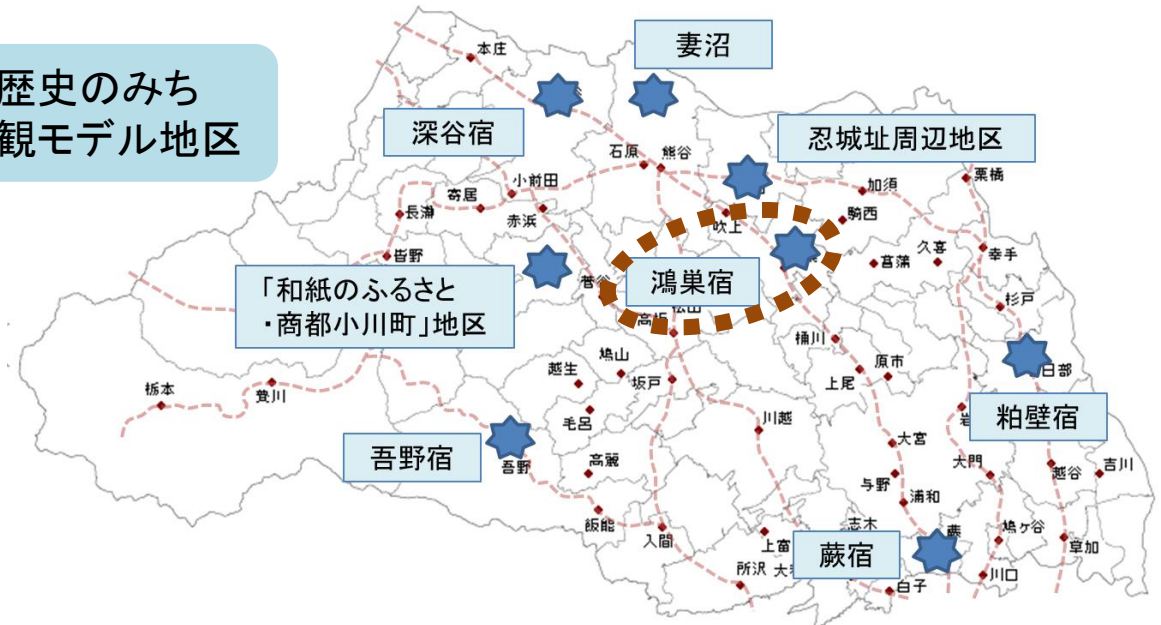 歴史のみち
観モデル地区
妻沼
深谷宿
忍城址周辺地区
鴻巣宿
「和紙のふるさと
・商都小川町」地区
吾野宿
粕壁宿
蕨宿
本庄
石原
熊谷
小前田
寄居
赤浜
長瀞
皆野
吹上
加須
騎西
栗橋
菖蒲
久喜
幸手
杉戸
高坂
桶川
上尾
原市
鳩山
越生
坂戸
毛呂
高麗
川越
栃本
贄川
吾野
飯能
入間
大宮
与野
浦和
大門
越谷
吉川
志木
上富
所沢
白子
鳩ヶ谷
川口
草加